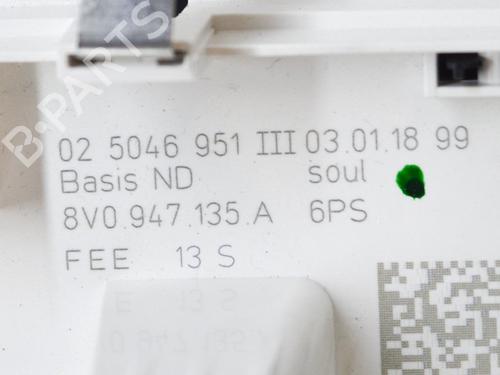 B-PARTS
02 5046 951 III 03.01.18 99
Basis ND soul
8V0.947.135.A 6PS
FEE 13 S